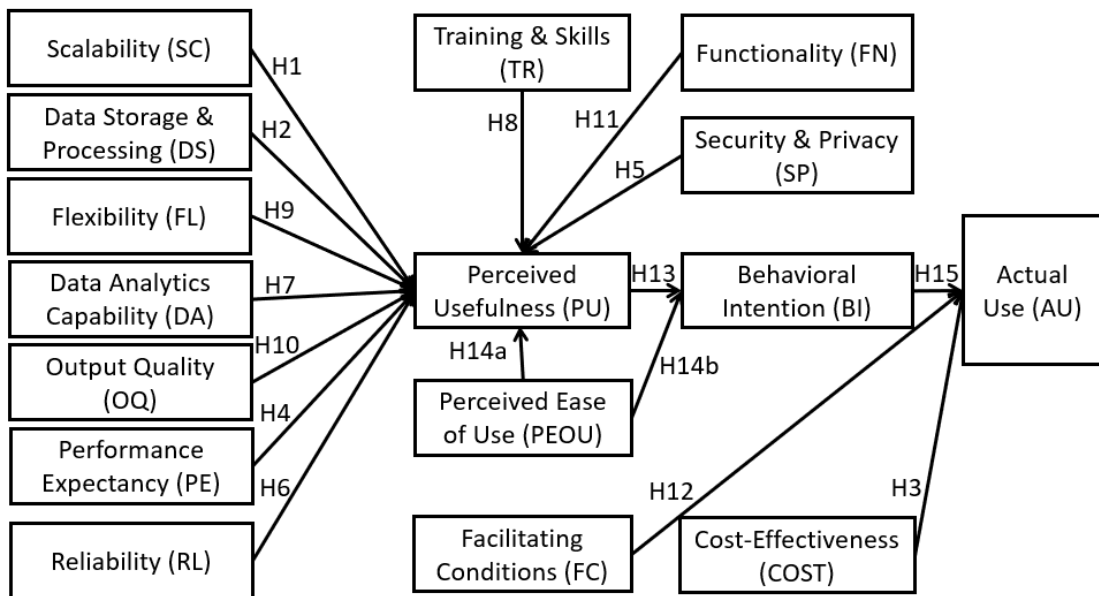 Scalability (SC)
H1
Data Storage &
Processing (DS)
H2
Flexibility (FL)
H9
Data Analytics
Capability (DA)
H7
Output Quality
(OQ)
H10
Performance
Expectancy (PE)
H4
Reliability (RL)
H6
Training & Skills
(TR)
H8
Functionality (FN)
H11
Security & Privacy
(SP)
H5
Perceived
Usefulness (PU)
H13
Behavioral
Intention (BI)
H15
Actual
Use (AU)
H14a
Perceived Ease
of Use (PEOU)
H14b
Facilitating
Conditions (FC)
H12
Cost-Effectiveness
(COST)
H3